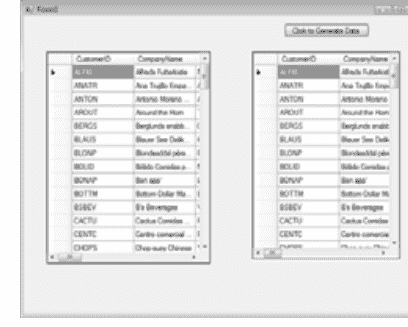 Click to Generate Data
CustomerID CompanyName
ALFKI Alfreds Futterkiste
ANATR Ana Trujillo Empa...
ANTON Antonio Moreno ...
AROUT Around the Horn
BERGS Berglunds snabb...
BLAUS Blauer See Delik...
BLONP Blondesddsl père...
BOLID Bólido Comidas p...
BONAP Bon app'
BOTTM Bottom-Dollar Ma...
BSBEV B's Beverages
CACTU Cactus Comidas ...
CENTC Centro comercial ...
CHOPS Chop-suey Chinese
CustomerID CompanyName
ALFKI Alfreds Futterkist
ANATR Ana Trujillo Empa
ANTON Antonio Moreno
AROUT Around the Horn
BERGS Berglunds snabb
BLAUS Blauer See Delik
BLONP Blondesddsl père
BOLID Bólido Comidas p
BONAP Bon app'
BOTTM Bottom-Dollar Ma
BSBEV B's Beverages
CACTU Cactus Comidas
CENTC Centro comercial
CHOPS Chop-suey Chin